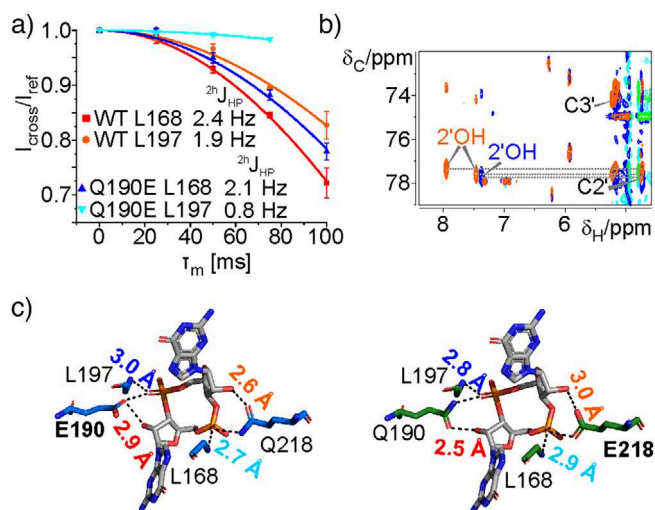 a)
I_cross/I_ref
1.0
0.9
0.8
0.7
²ʰJ_HP
WT L168 2.4 Hz
WT L197 1.9 Hz
²ʰJ_HP
Q190E L168 2.1 Hz
Q190E L197 0.8 Hz
0 20 40 60 80 100
τ_m [ms]
b)
δ_C/ppm
74
76
78
C3'
2'OH
2'OH
C2'
8 7 6 5
δ_H/ppm
c)
L197
3.0 Å
2.6 Å
E190
2.9 Å
Q218
L168
2.7 Å
L197
2.8 Å
3.0 Å
Q190
2.5 Å
E218
L168
2.9 Å